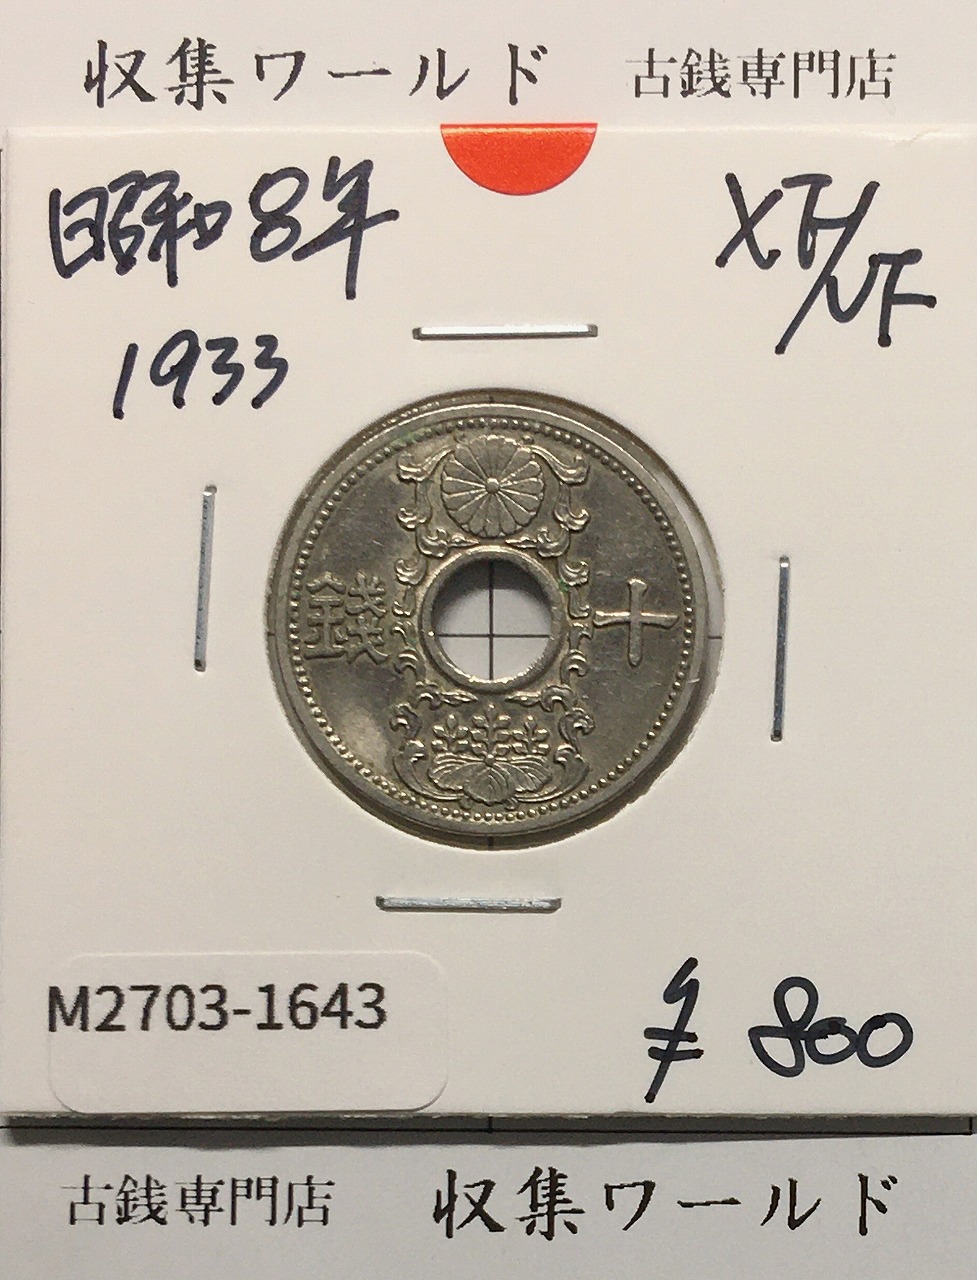 収集ワールド 古銭専門店
昭和8年
1933
XF/VF
銭 十
M2703-1643
¥800
古銭専門店 収集ワールド